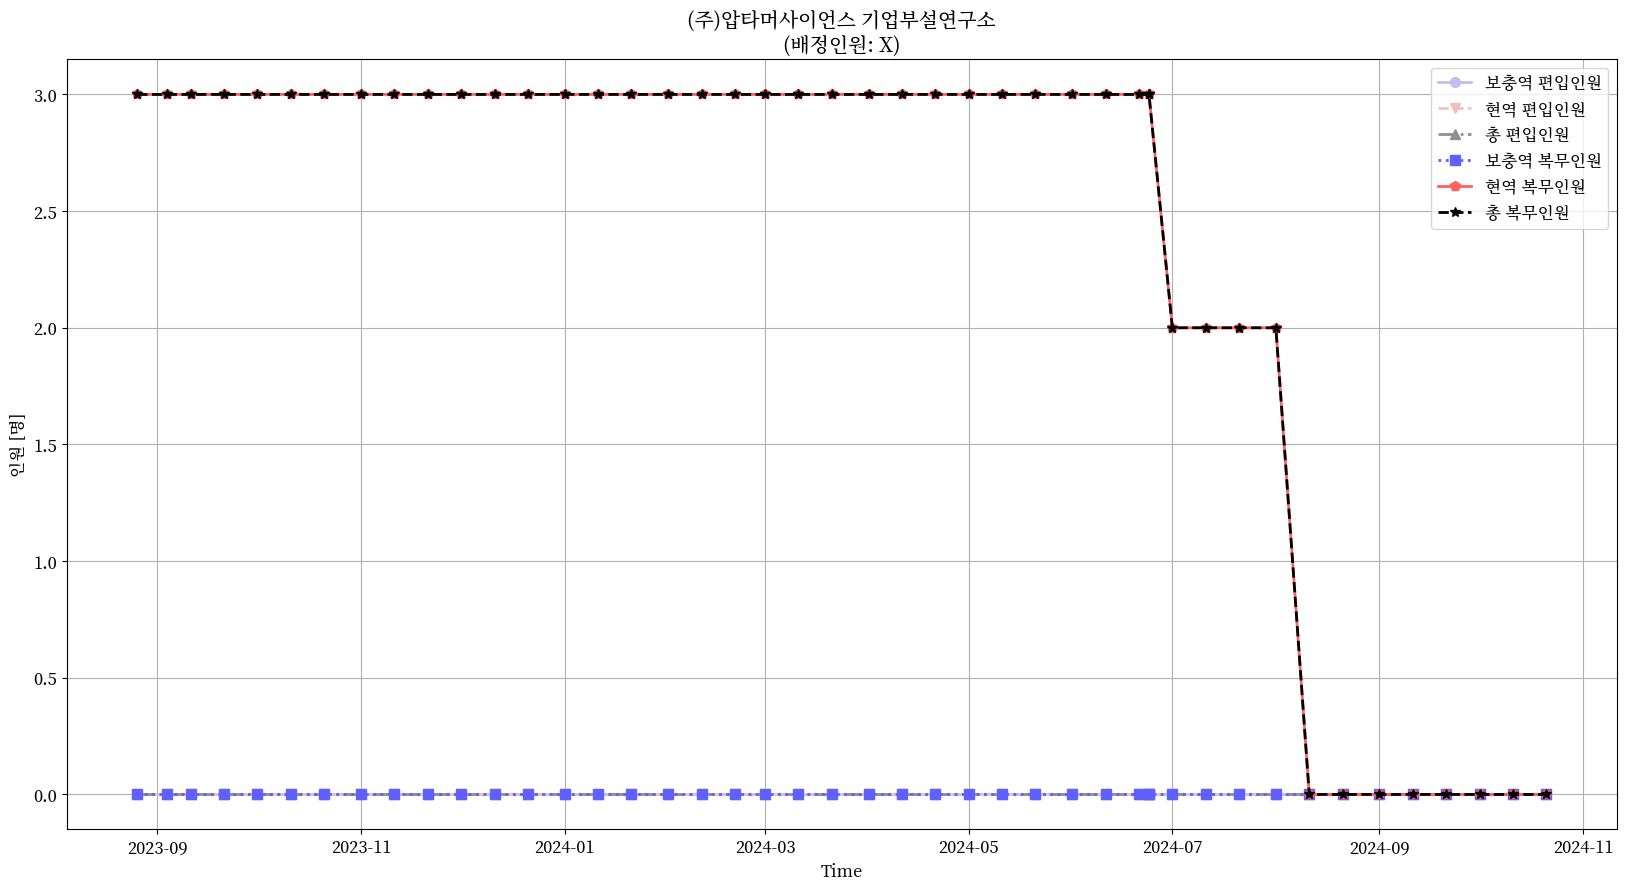 (주)압타머사이언스 기업부설연구소
(배정인원: X)
보충역 편입인원
현역 편입인원
총 편입인원
보충역 복무인원
현역 복무인원
총 복무인원
인원 [명]
3.0
2.5
2.0
1.5
1.0
0.5
0.0
2023-09
2023-11
2024-01
2024-03
2024-05
2024-07
2024-09
2024-11
Time